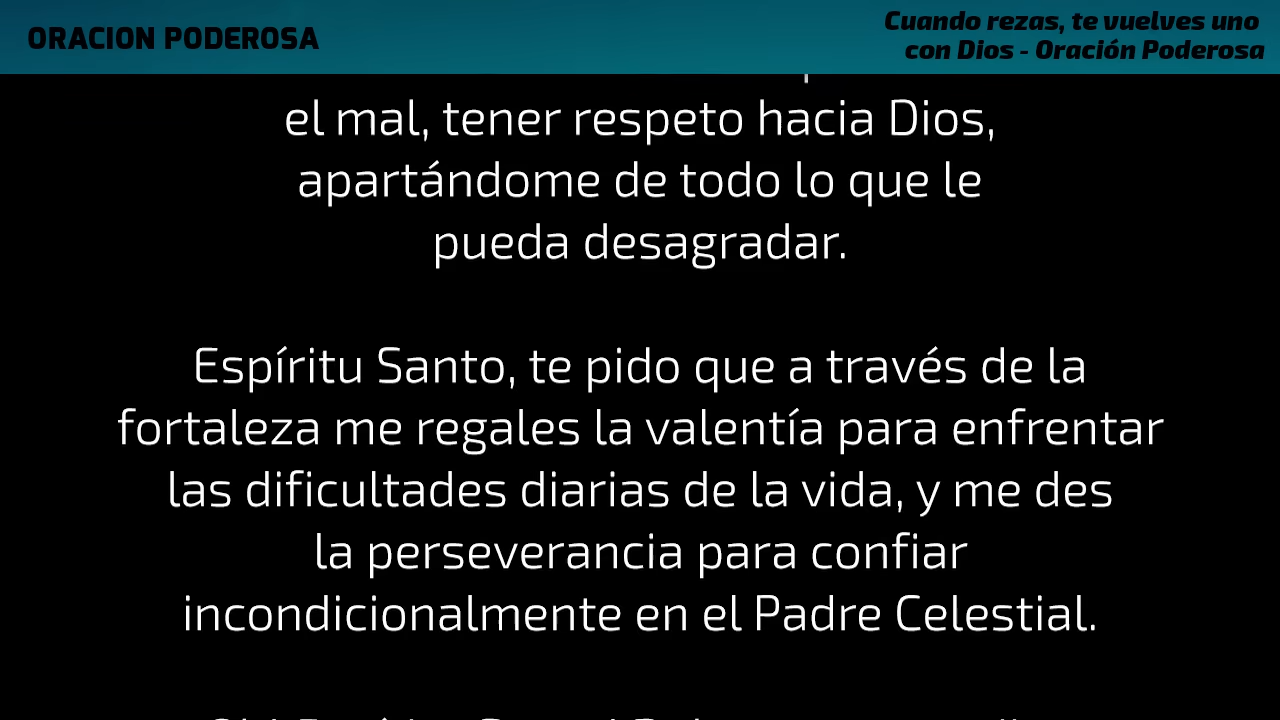 ORACION PODEROSA
Cuando rezas, te vuelves uno
con Dios - Oración Poderosa
el mal, tener respeto hacia Dios,
apartándome de todo lo que le
pueda desagradar.
Espíritu Santo, te pido que a través de la
fortaleza me regales la valentía para enfrentar
las dificultades diarias de la vida, y me des
la perseverancia para confiar
incondicionalmente en el Padre Celestial.